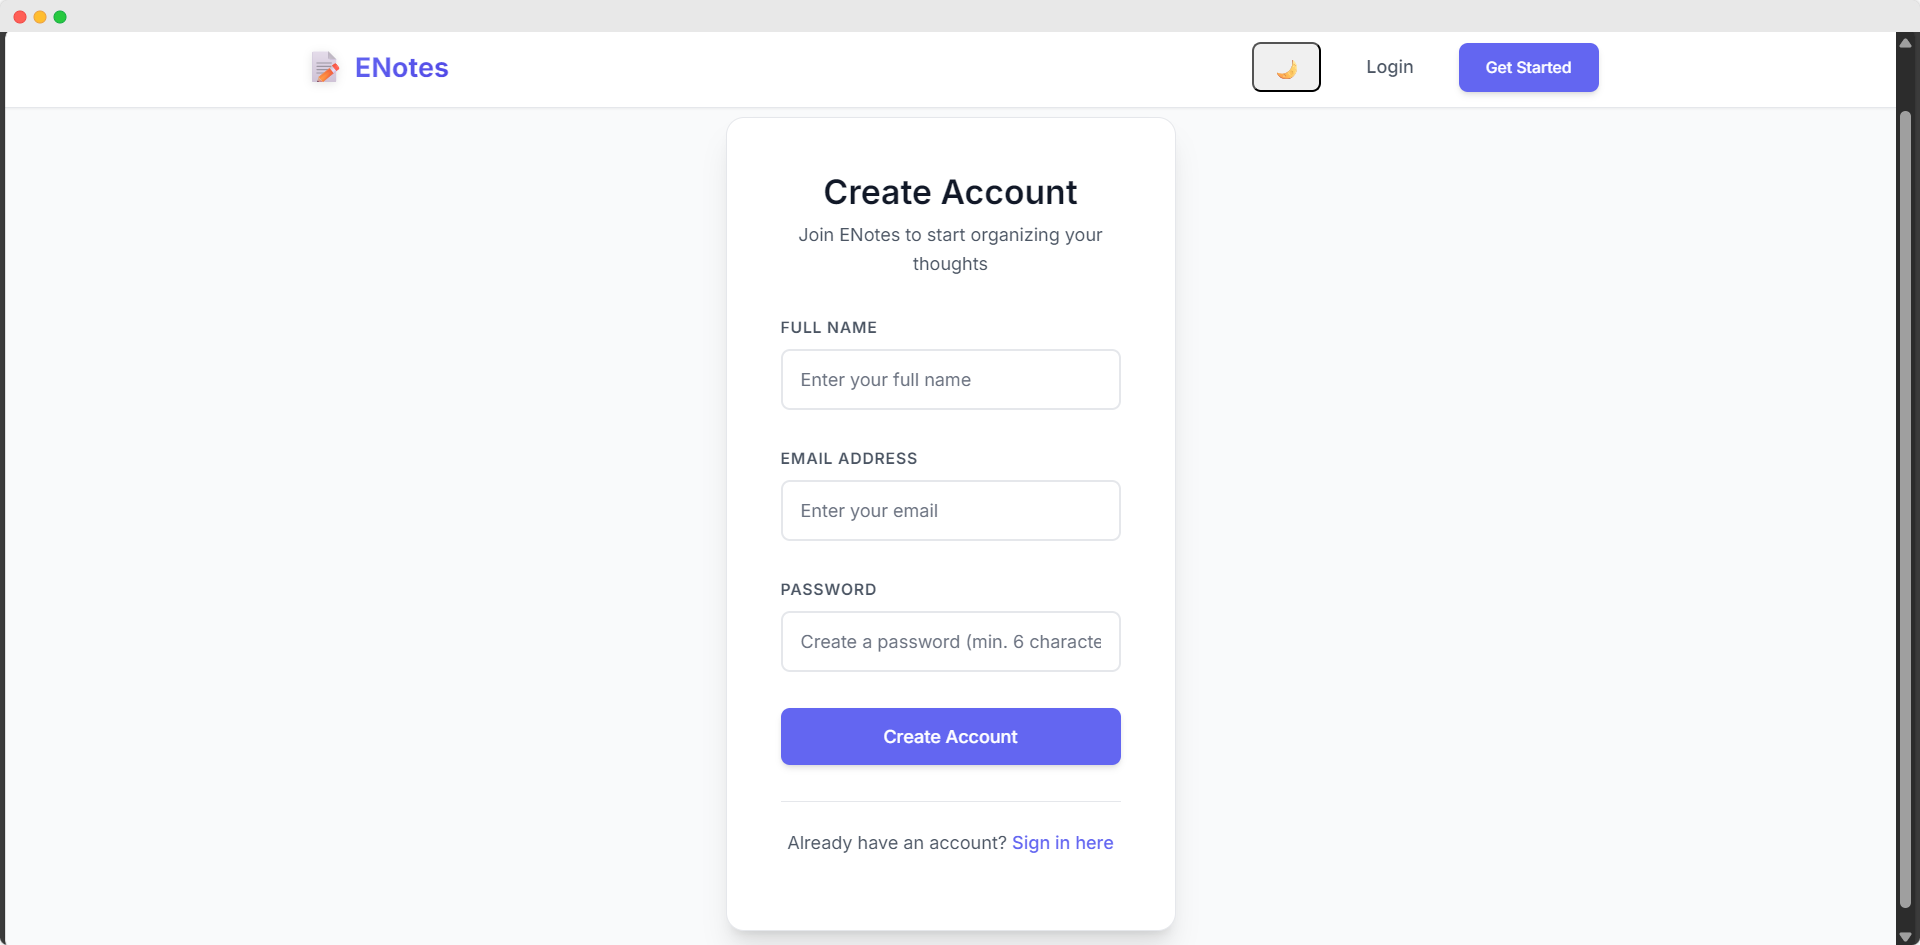 ENotes
Login
Get Started
Create Account
Join ENotes to start organizing your
thoughts
FULL NAME
Enter your full name
EMAIL ADDRESS
Enter your email
PASSWORD
Create a password (min. 6 characte
Create Account
Already have an account? Sign in here